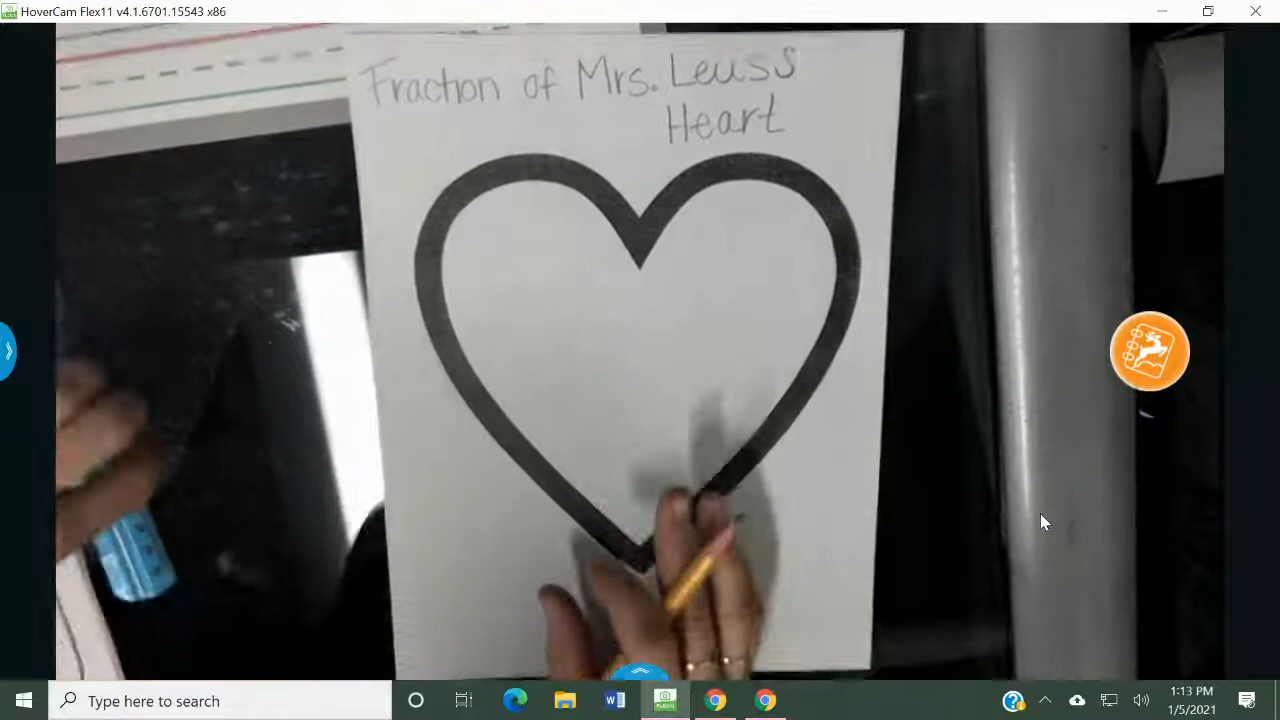 HoverCam Flex11 v4.1.6701.15543 x86
Fraction of Mrs. Leuss
Heart
Type here to search
1:13 PM
1/5/2021